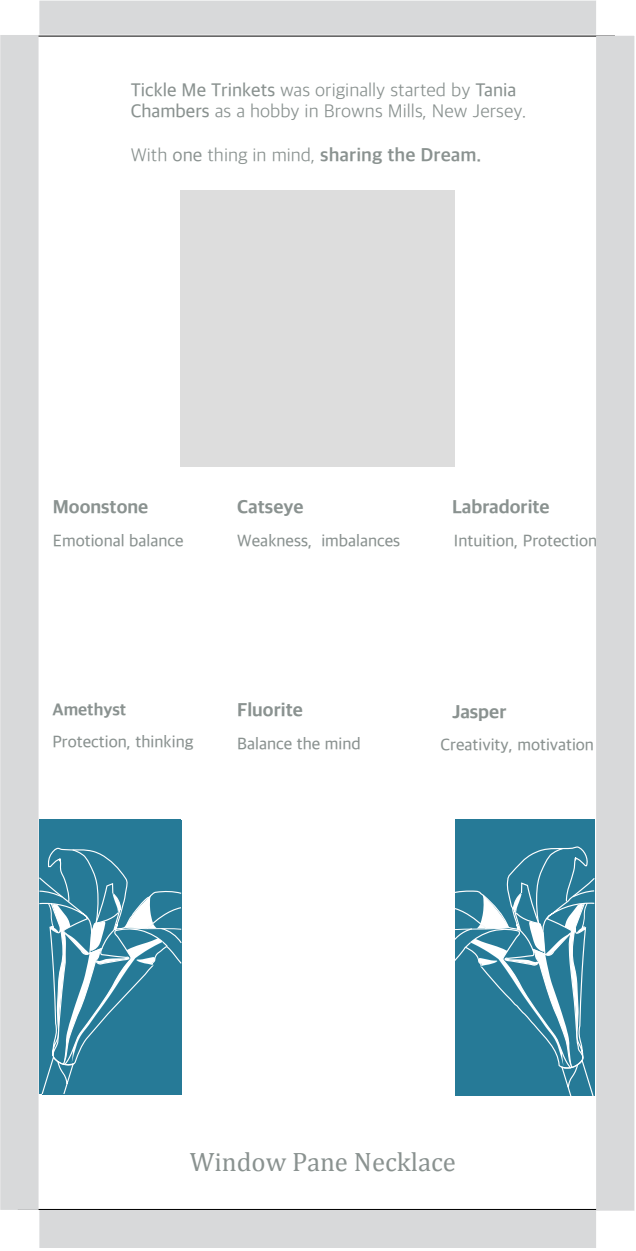 Tickle Me Trinkets was originally started by Tania
Chambers as a hobby in Browns Mills, New Jersey.
With one thing in mind, sharing the Dream.
Moonstone
Catseye
Labradorite
Emotional balance
Weakness, imbalances
Intuition, Protection
Amethyst
Fluorite
Jasper
Protection, thinking
Balance the mind
Creativity, motivation
Window Pane Necklace